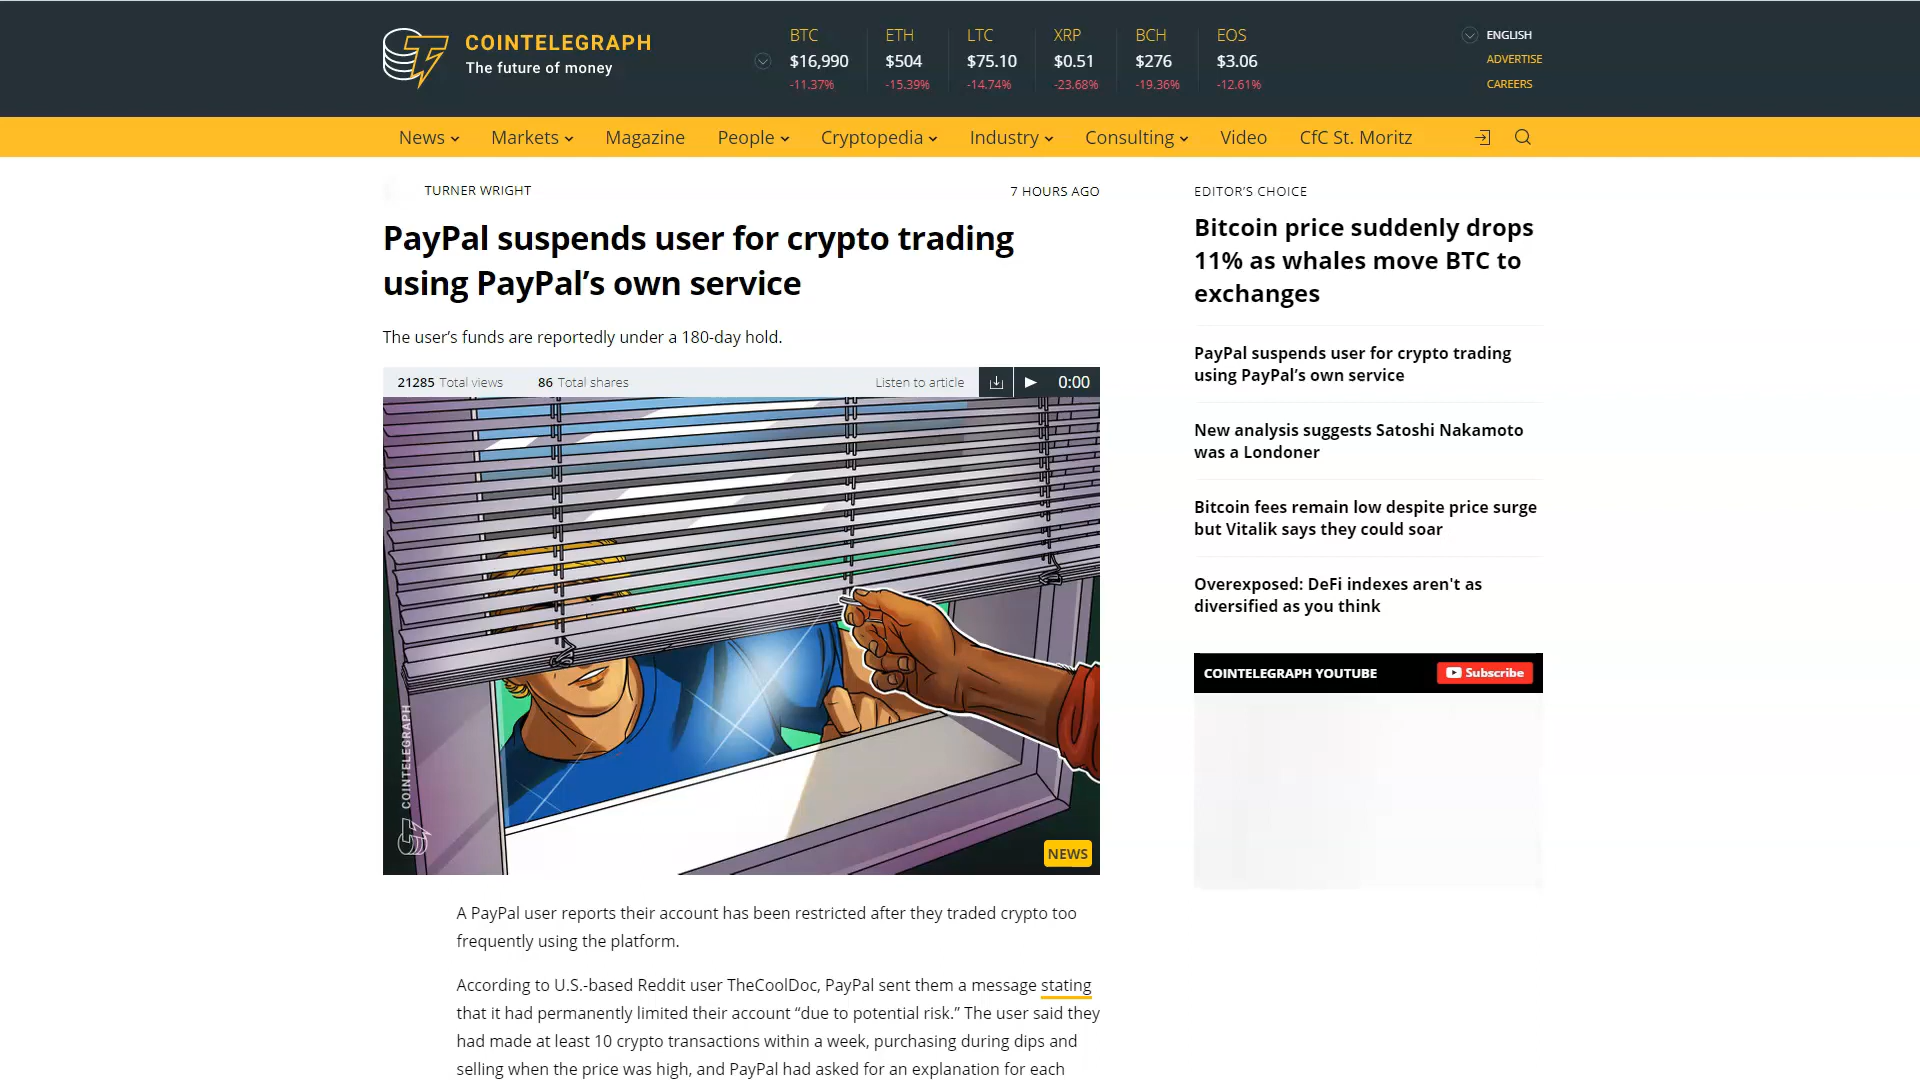 COINTELEGRAPH
The future of money
BTC
$16,990
-11.37%
ETH
$504
-15.39%
LTC
$75.10
-14.74%
XRP
$0.51
-23.68%
BCH
$276
-19.36%
EOS
$3.06
-12.61%
ENGLISH
ADVERTISE
CAREERS
News
Markets
Magazine
People
Cryptopedia
Industry
Consulting
Video
CfC St. Moritz
TURNER WRIGHT
7 HOURS AGO
PayPal suspends user for crypto trading
using PayPal’s own service
The user’s funds are reportedly under a 180-day hold.
21285 Total views
86 Total shares
Listen to article
0:00
COINTELEGRAPH
NEWS
A PayPal user reports their account has been restricted after they traded crypto too
frequently using the platform.
According to U.S.-based Reddit user TheCoolDoc, PayPal sent them a message stating
that it had permanently limited their account “due to potential risk.” The user said they
had made at least 10 crypto transactions within a week, purchasing during dips and
selling when the price was high, and PayPal had asked for an explanation for each
EDITOR’S CHOICE
Bitcoin price suddenly drops
11% as whales move BTC to
exchanges
PayPal suspends user for crypto trading
using PayPal’s own service
New analysis suggests Satoshi Nakamoto
was a Londoner
Bitcoin fees remain low despite price surge
but Vitalik says they could soar
Overexposed: DeFi indexes aren't as
diversified as you think
COINTELEGRAPH YOUTUBE
Subscribe